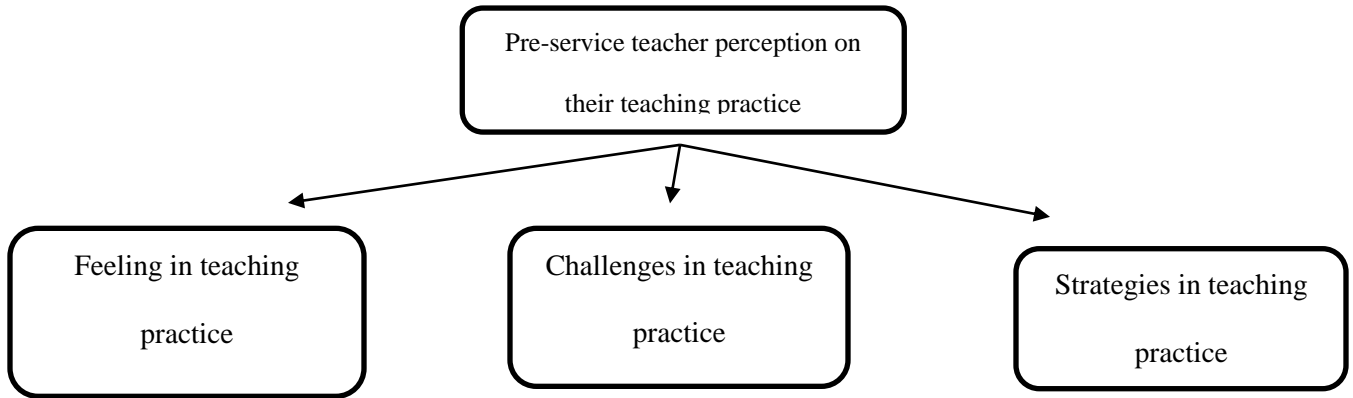 Pre-service teacher perception on
their teaching practice
Feeling in teaching
practice
Challenges in teaching
practice
Strategies in teaching
practice